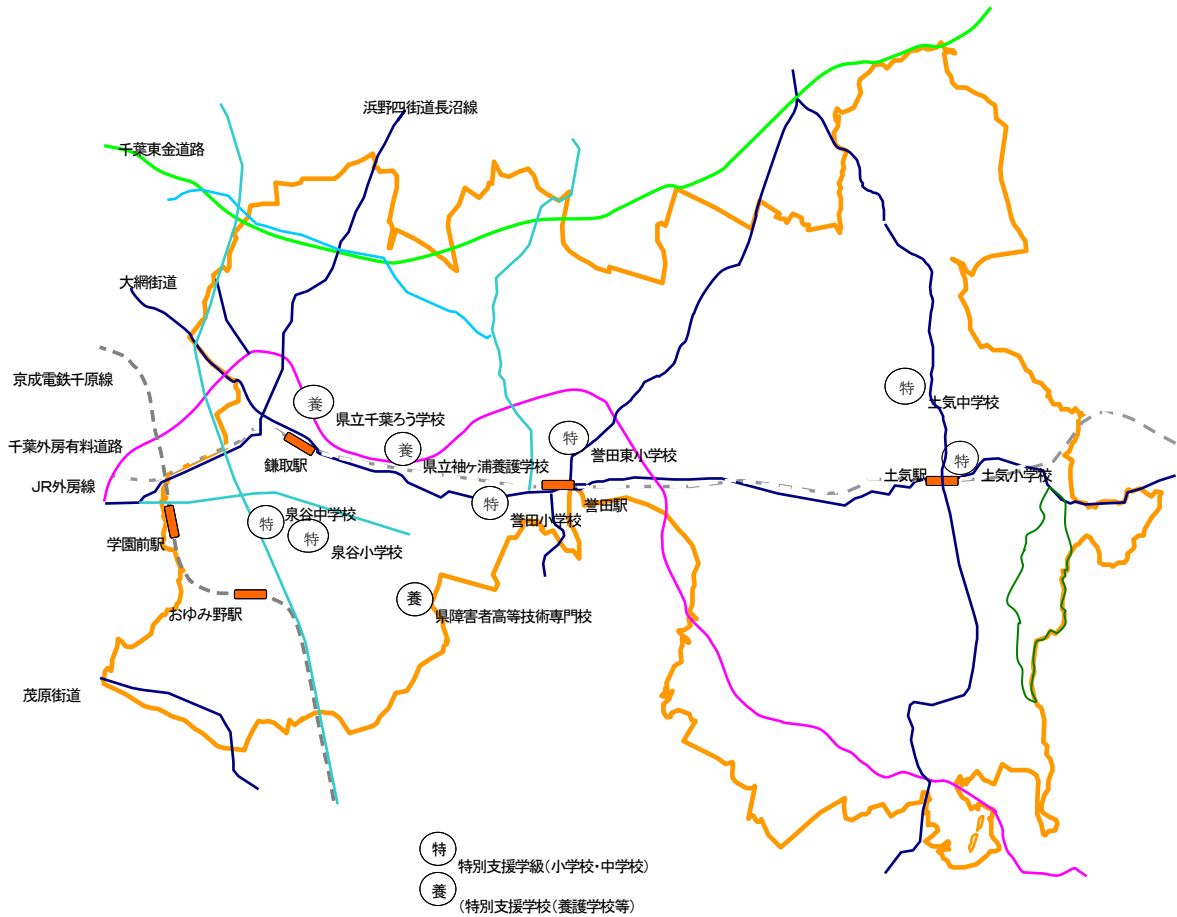 浜野四街道長沼線
千葉東金道路
大網街道
京成電鉄千原線
特
土気中学校
養
県立千葉ろう学校
千葉外房有料道路
特
誉田東小学校
養
県立袖ヶ浦養護学校
鎌取駅
特
土気駅
土気小学校
JR外房線
特
誉田小学校
誉田駅
特
泉谷中学校
特
泉谷小学校
学園前駅
養
県障害者高等技術専門校
おゆみ野駅
茂原街道
特
特別支援学級（小学校・中学校）
養
（特別支援学校（養護学校等）